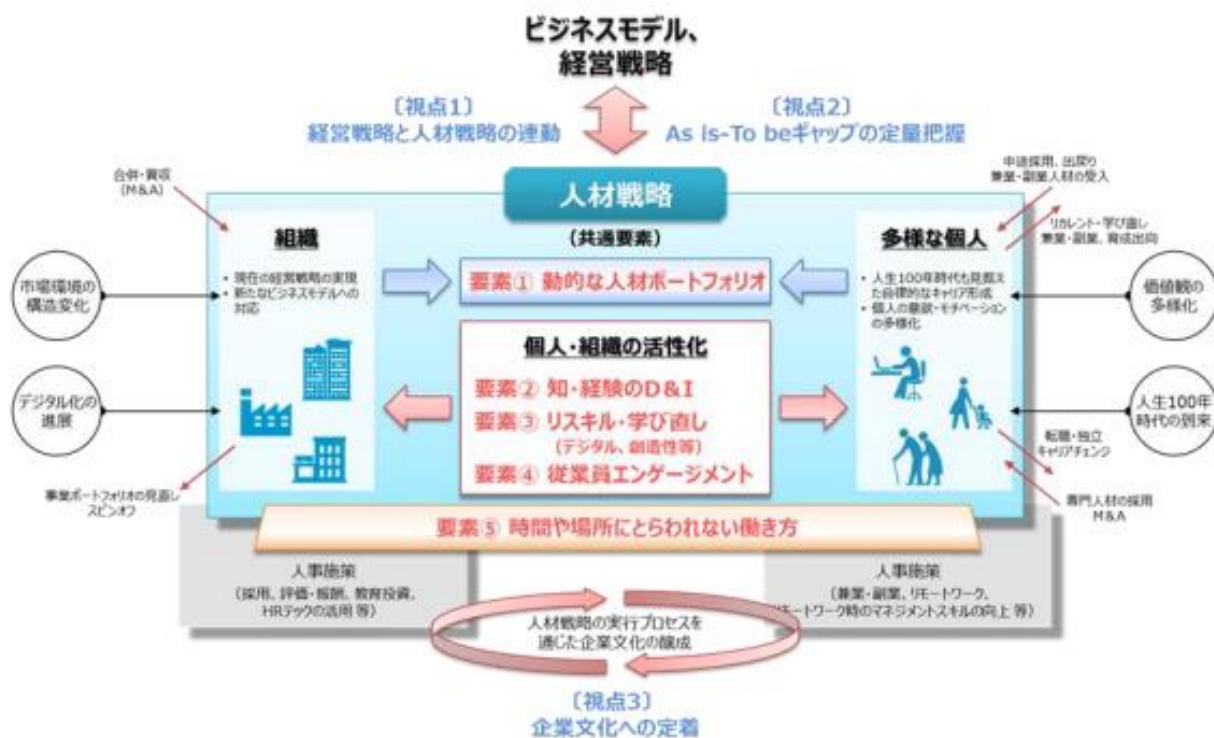 ビジネスモデル、
経営戦略
〔視点1〕
経営戦略と人材戦略の連動
〔視点2〕
As is-To beギャップの定量把握
合併・買収
(M&A)
人材戦略
(共通要素)
中途採用、出戻り
兼業・副業人材の受入
リカレント・学び直し
兼業・副業、育成出向
組織
・現在の経営戦略の実現
・新たなビジネスモデルへの
対応
要素① 動的な人材ポートフォリオ
多様な個人
・人生100年時代も見据え
た自律的なキャリア形成
・個人の意欲・モチベーション
の多様化
市場環境の
構造変化
価値観の
多様化
個人・組織の活性化
要素② 知・経験のD&I
要素③ リスキル・学び直し
(デジタル、創造性等)
要素④ 従業員エンゲージメント
デジタル化の
進展
人生100年
時代の到来
転職・独立
キャリアチェンジ
事業ポートフォリオの見直し
スピンオフ
専門人材の採用
M&A
要素⑤ 時間や場所にとらわれない働き方
人事施策
(採用、評価・報酬、教育投資、
HRテックの活用 等)
人事施策
(兼業・副業、リモートワーク、
リモートワーク時のマネジメントスキルの向上 等)
人材戦略の実行プロセスを
通じた企業文化の醸成
〔視点3〕
企業文化への定着